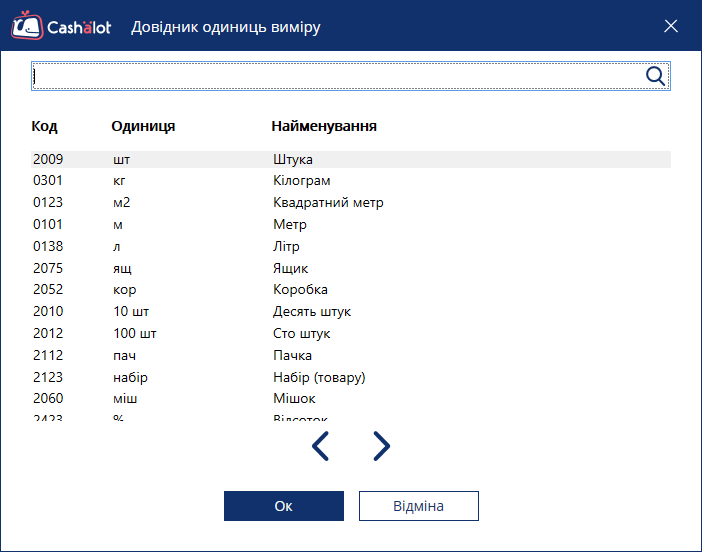 Cashälot Довідник одиниць виміру
Код Одиниця Найменування
2009 шт Штука
0301 кг Кілограм
0123 м2 Квадратний метр
0101 м Метр
0138 л Літр
2075 ящ Ящик
2052 кор Коробка
2010 10 шт Десять штук
2012 100 шт Сто штук
2112 пач Пачка
2123 набір Набір (товару)
2060 міш Мішок
2423 % Відсоток
Ок Відміна